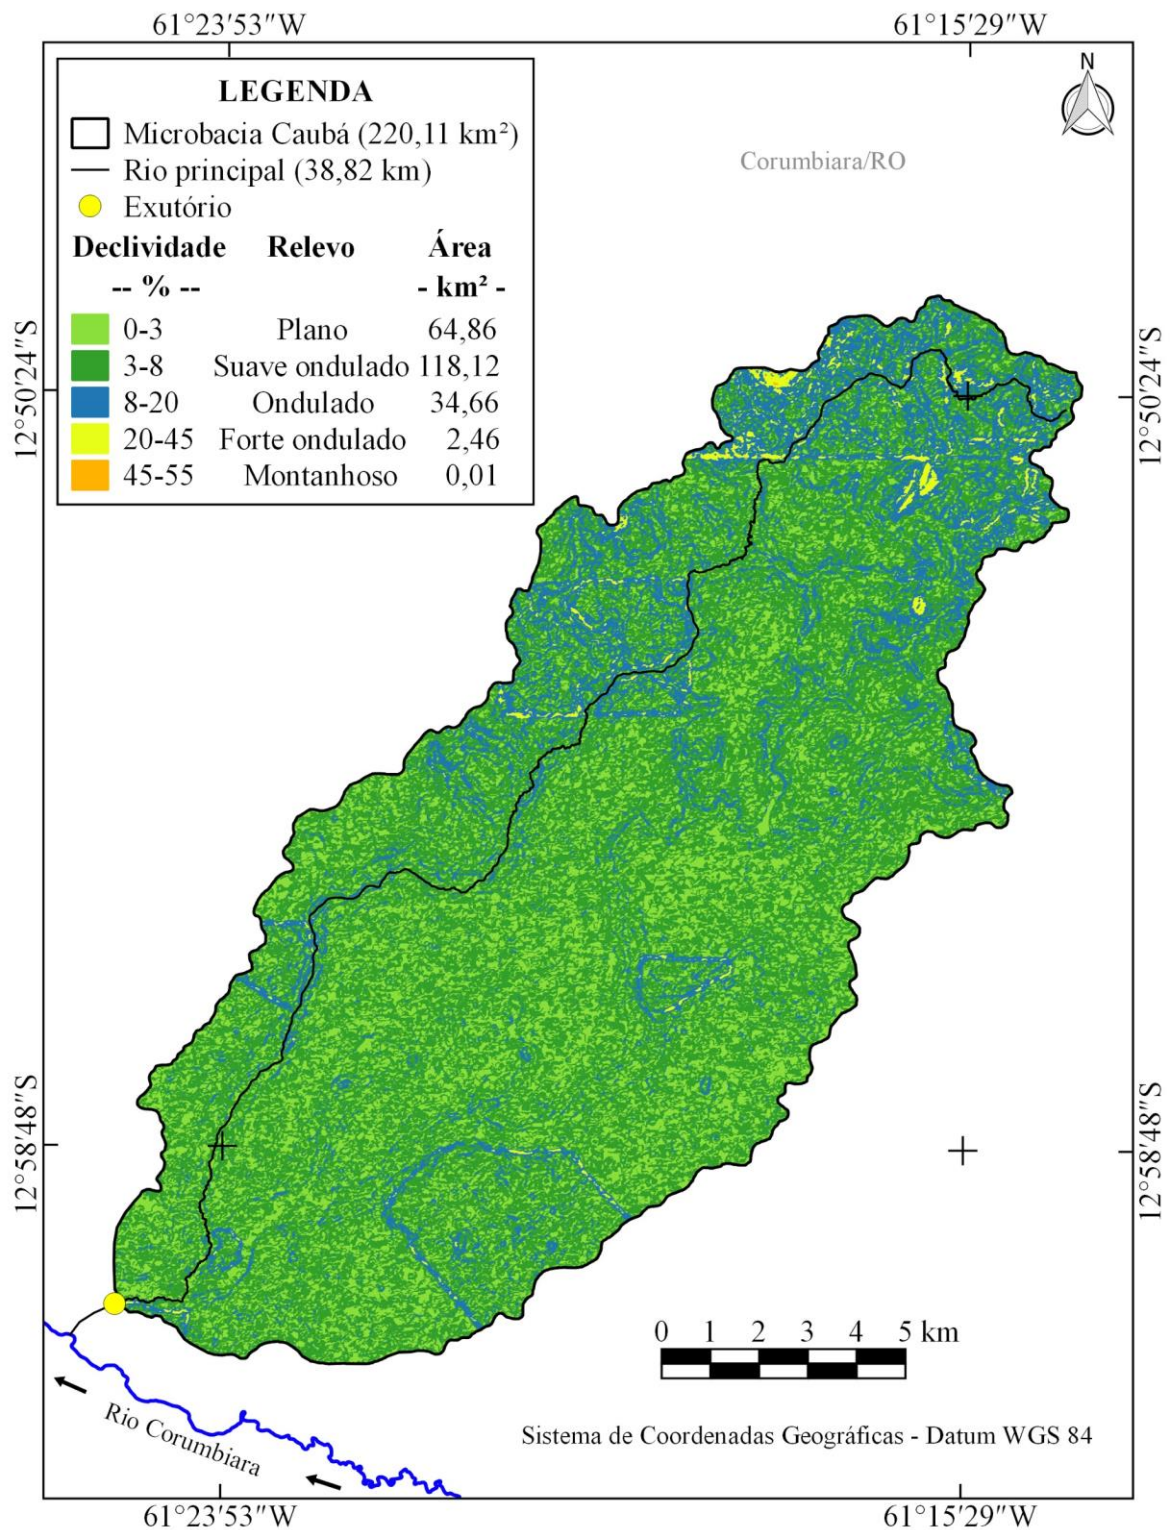 61°23'53"W 61°15'29"W
N
LEGENDA
Microbacia Caubá (220,11 km²)
Rio principal (38,82 km)
Exutório
Declividade Relevo Área
-- % -- - km² -
0-3 Plano 64,86
3-8 Suave ondulado 118,12
8-20 Ondulado 34,66
20-45 Forte ondulado 2,46
45-55 Montanhoso 0,01
Corumbiara/RO
12°50'24"S 12°50'24"S
12°58'48"S 12°58'48"S
0 1 2 3 4 5 km
Rio Corumbiara
Sistema de Coordenadas Geográficas - Datum WGS 84
61°23'53"W 61°15'29"W